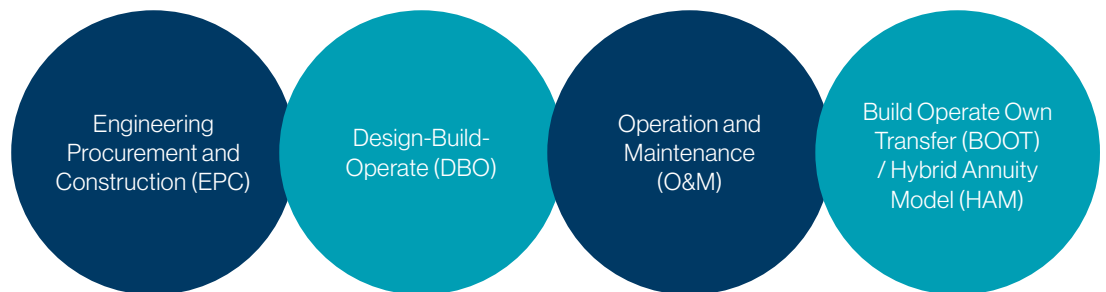 Engineering
Procurement and
Construction (EPC)
Design-Build-
Operate (DBO)
Operation and
Maintenance
(O&M)
Build Operate Own
Transfer (BOOT)
/ Hybrid Annuity
Model (HAM)